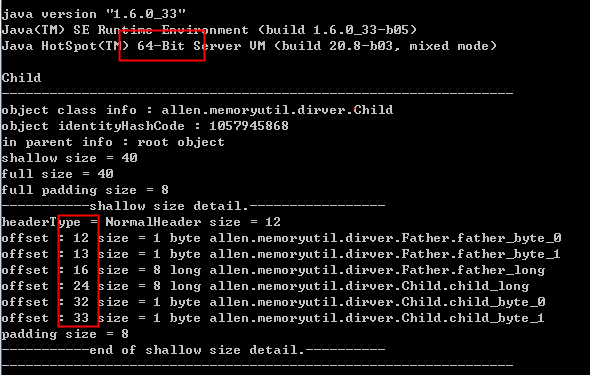 java version "1.6.0_33"
Java(TM) SE Runtime Environment (build 1.6.0_33-b05)
Java HotSpot(TM) 64-Bit Server VM (build 20.8-b03, mixed mode)
Child
----------------------------------------------------------------
object class info : allen.memoryutil.dirver.Child
object identityHashCode : 1057945868
in parent info : root object
shallow size = 40
full size = 40
full padding size = 8
-----------shallow size detail.-----------------
headerType = NormalHeader size = 12
offset : 12 size = 1 byte allen.memoryutil.dirver.Father.father_byte_0
offset : 13 size = 1 byte allen.memoryutil.dirver.Father.father_byte_1
offset : 16 size = 8 long allen.memoryutil.dirver.Father.father_long
offset : 24 size = 8 long allen.memoryutil.dirver.Child.child_long
offset : 32 size = 1 byte allen.memoryutil.dirver.Child.child_byte_0
offset : 33 size = 1 byte allen.memoryutil.dirver.Child.child_byte_1
padding size = 8
-----------end of shallow size detail.----------
----------------------------------------------------------------